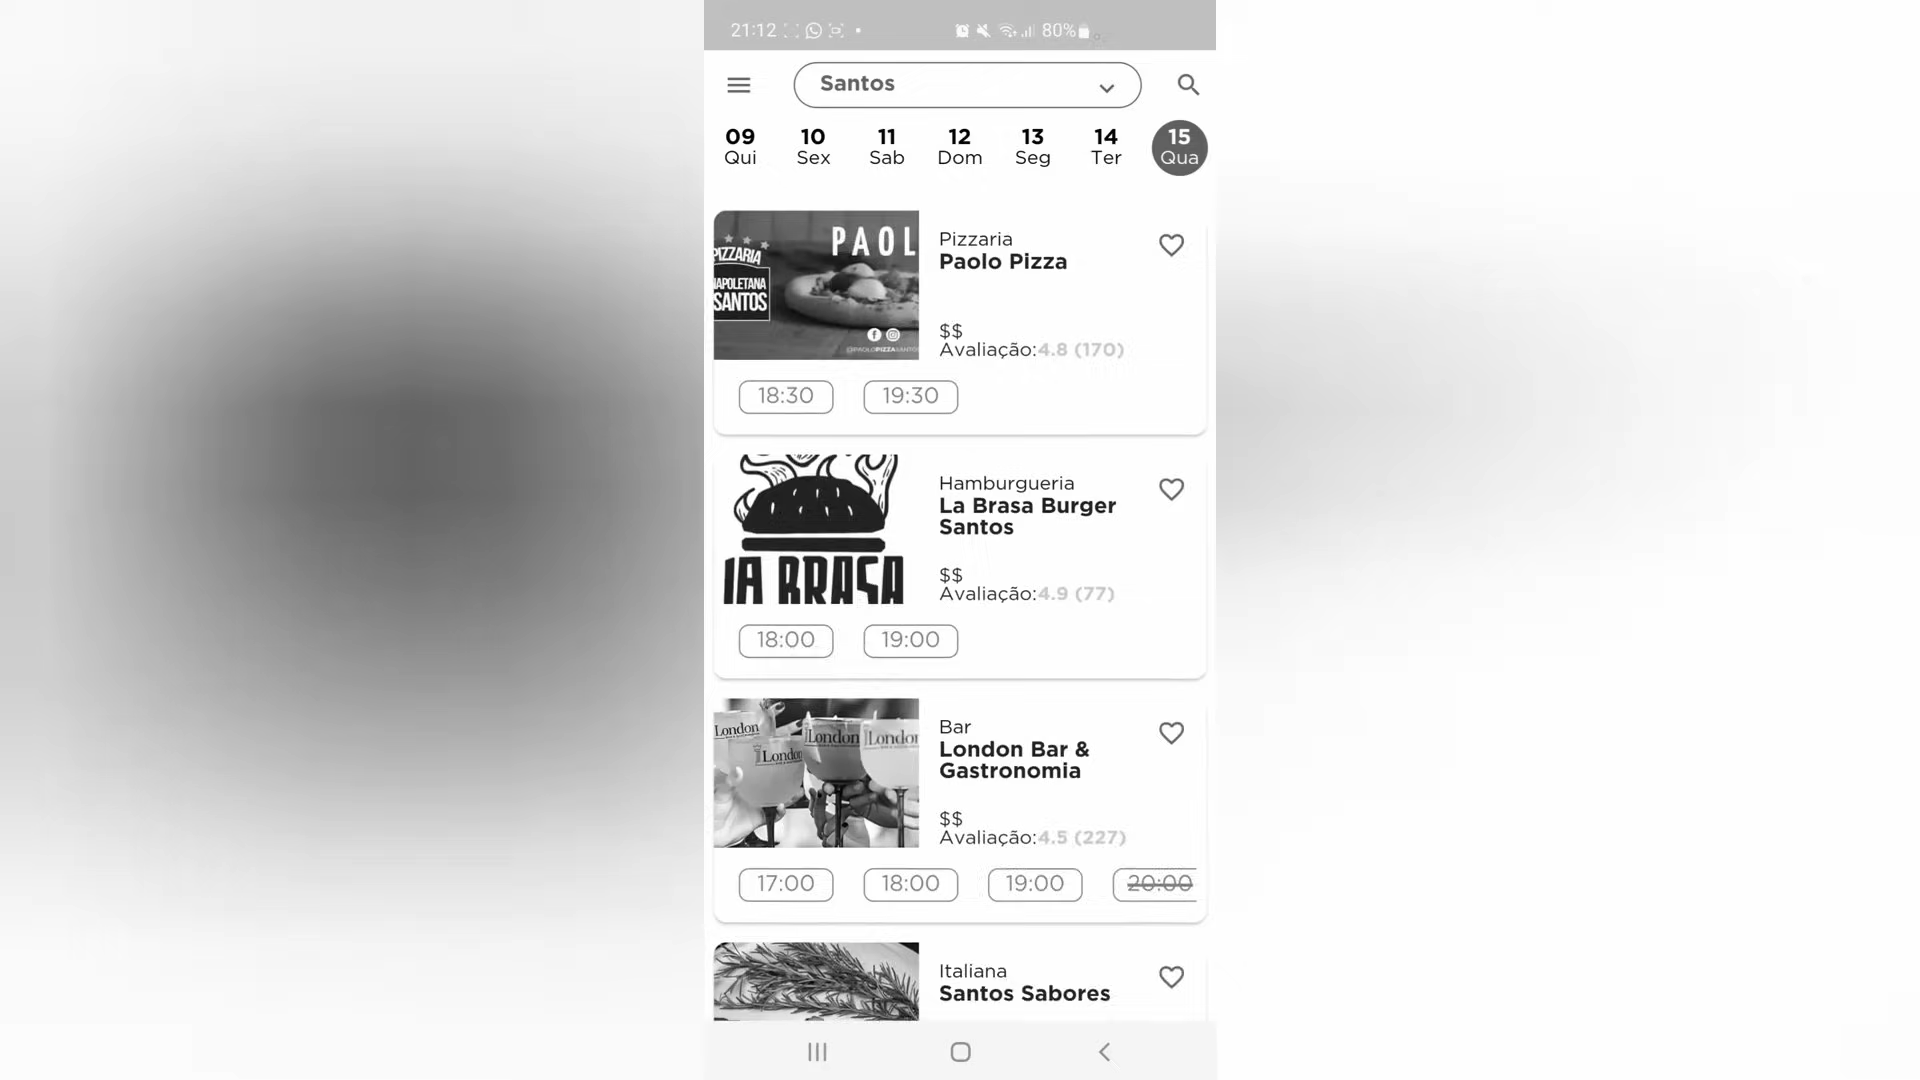 21:12
80%
Santos
09 10 11 12 13 14 15
Qui Sex Sab Dom Seg Ter Qua
PIZZARIA
NAPOLETANA
SANTOS
PAOL
Pizzaria
Paolo Pizza
$$
Avaliação:4.8 (170)
18:30 19:30
LA BRASA
Hamburgueria
La Brasa Burger
Santos
$$
Avaliação:4.9 (77)
18:00 19:00
London
London
London
London
Bar
London Bar &
Gastronomia
$$
Avaliação:4.5 (227)
17:00 18:00 19:00 20:00
Italiana
Santos Sabores